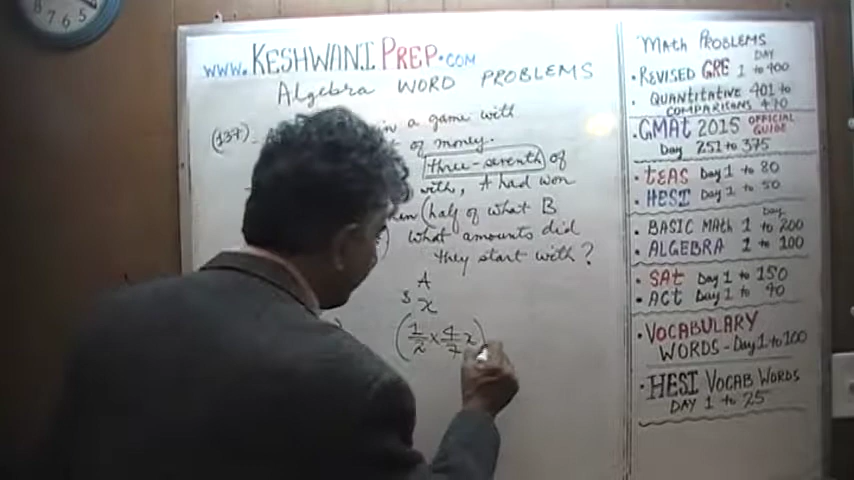 8 7 6 5
www.KESHWANI PREP.COM
Algebra WORD PROBLEMS
(137) A in a game with
of money.
three-seventh of
with, A had won
half of what B
what amounts did
they start with?
A
$ x
(1/2 x 4/7 x)
MATH PROBLEMS
DAY
• REVISED GRE 1 to 400
• QUANTITATIVE 401 to
COMPARISONS 470
GMAT 2015 OFFICIAL GUIDE
Day 251 to 375
• TEAS Day 1 to 80
• HESI Day 1 to 50
Day
• BASIC MATH 1 to 200
• ALGEBRA 1 to 100
• SAT Day 1 to 150
• ACT Day 1 to 90
• VOCABULARY
WORDS - Day 1 to 100
• HESI VOCAB WORDS
DAY 1 to 25